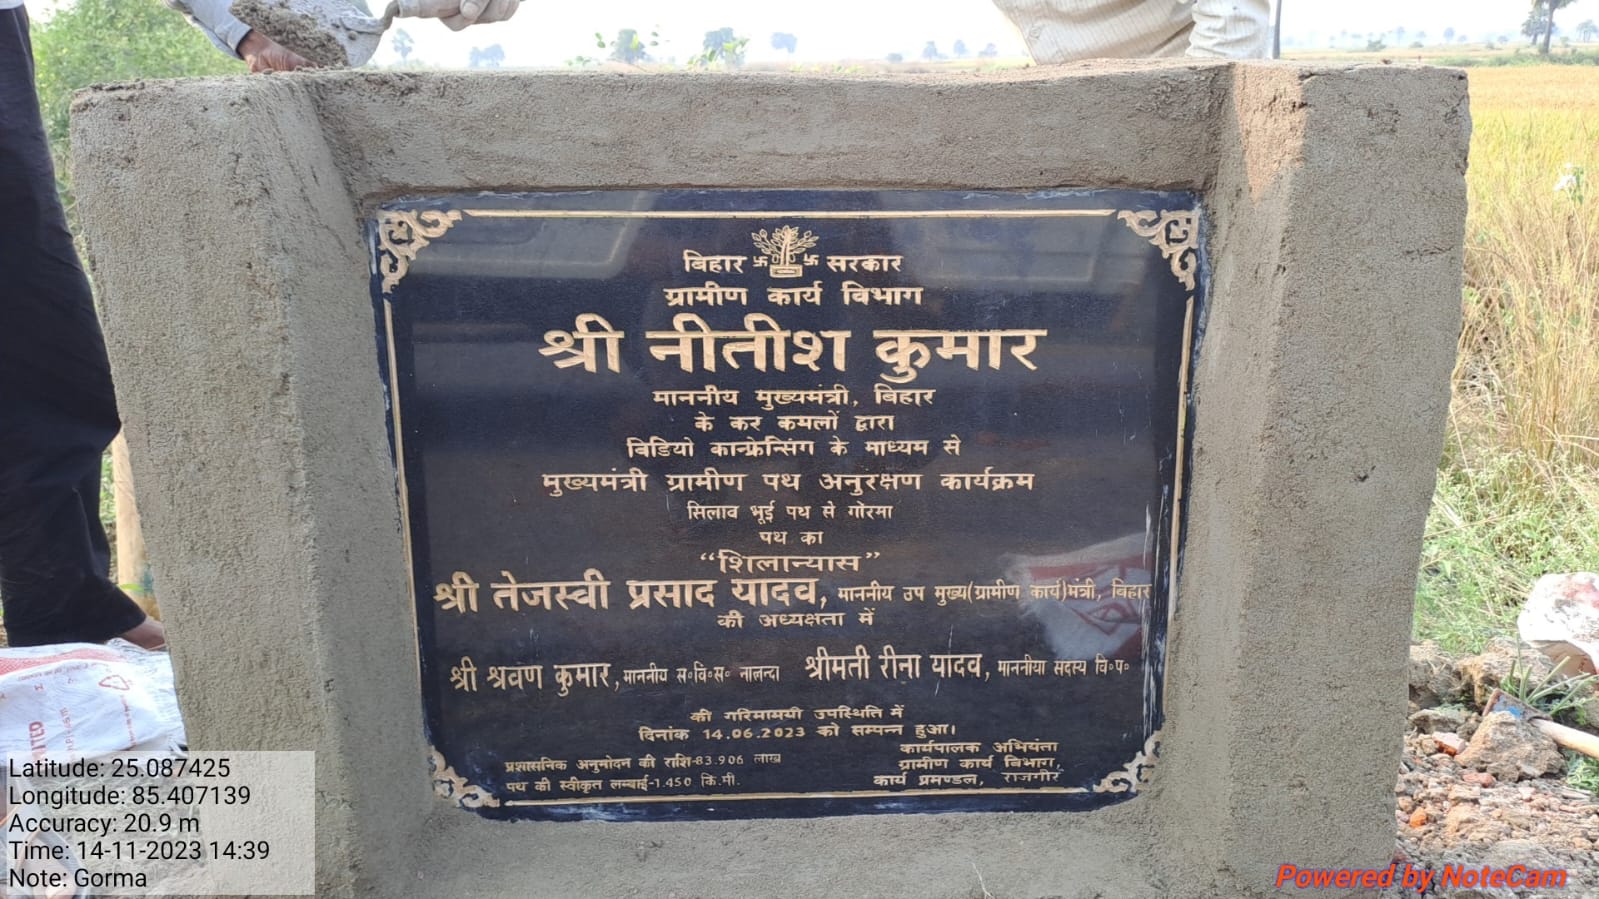 बिहार सरकार
ग्रामीण कार्य विभाग
श्री नीतीश कुमार
माननीय मुख्यमंत्री, बिहार
के कर कमलों द्वारा
विडियो कान्फ्रेन्सिंग के माध्यम से
मुख्यमंत्री ग्रामीण पथ अनुरक्षण कार्यक्रम
सिलाव भूई पथ से गोरमा
पथ का
“शिलान्यास”
श्री तेजस्वी प्रसाद यादव, माननीय उप मुख्य(ग्रामीण कार्य)मंत्री, बिहार
की अध्यक्षता में
श्री श्रवण कुमार, माननीय स०वि०स० नालन्दा श्रीमती रीना यादव, माननीया सदस्य वि०प०
की गरिमामयी उपस्थिति में
दिनांक 14.06.2023 को सम्पन्न हुआ।
प्रशासनिक अनुमोदन की राशि-83.906 लाख
पथ की स्वीकृत लम्बाई-1.450 कि.मी.
कार्यपालक अभियंता
ग्रामीण कार्य विभाग,
कार्य प्रमण्डल, राजगीर
Latitude: 25.087425
Longitude: 85.407139
Accuracy: 20.9 m
Time: 14-11-2023 14:39
Note: Gorma
Powered by NoteCam